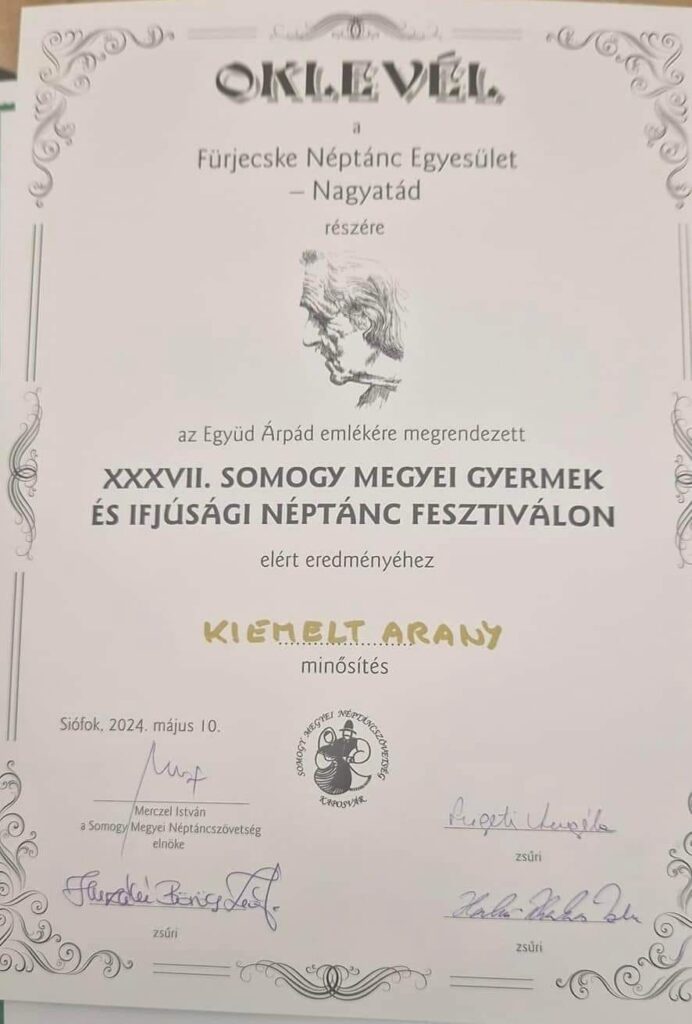 OKLEVÉL
a
Fürjecske Néptánc Egyesület
– Nagyatád
részére
az Együd Árpád emlékére megrendezett
XXXVII. SOMOGY MEGYEI GYERMEK
ÉS IFJÚSÁGI NÉPTÁNC FESZTIVÁLON
elért eredményéhez
KIEMELT ARANY
minősítés
Siófok, 2024. május 10.
SOMOGY MEGYEI NÉPTÁNCSZÖVETSÉG
KAPOSVÁR
Merczel István
a Somogy Megyei Néptáncszövetség
elnöke
zsűri
zsűri
zsűri